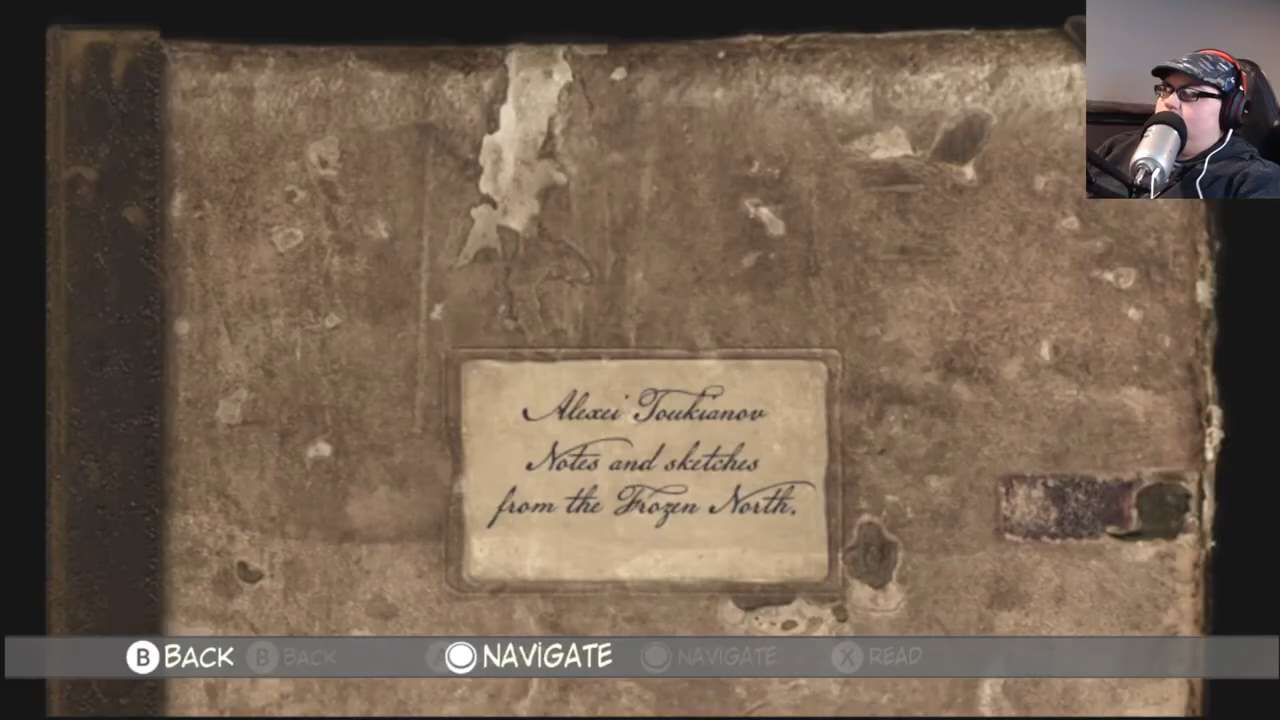 Alexei Toukianov
Notes and sketches
from the Frozen North.
B BACK B BACK NAVIGATE NAVIGATE X READ